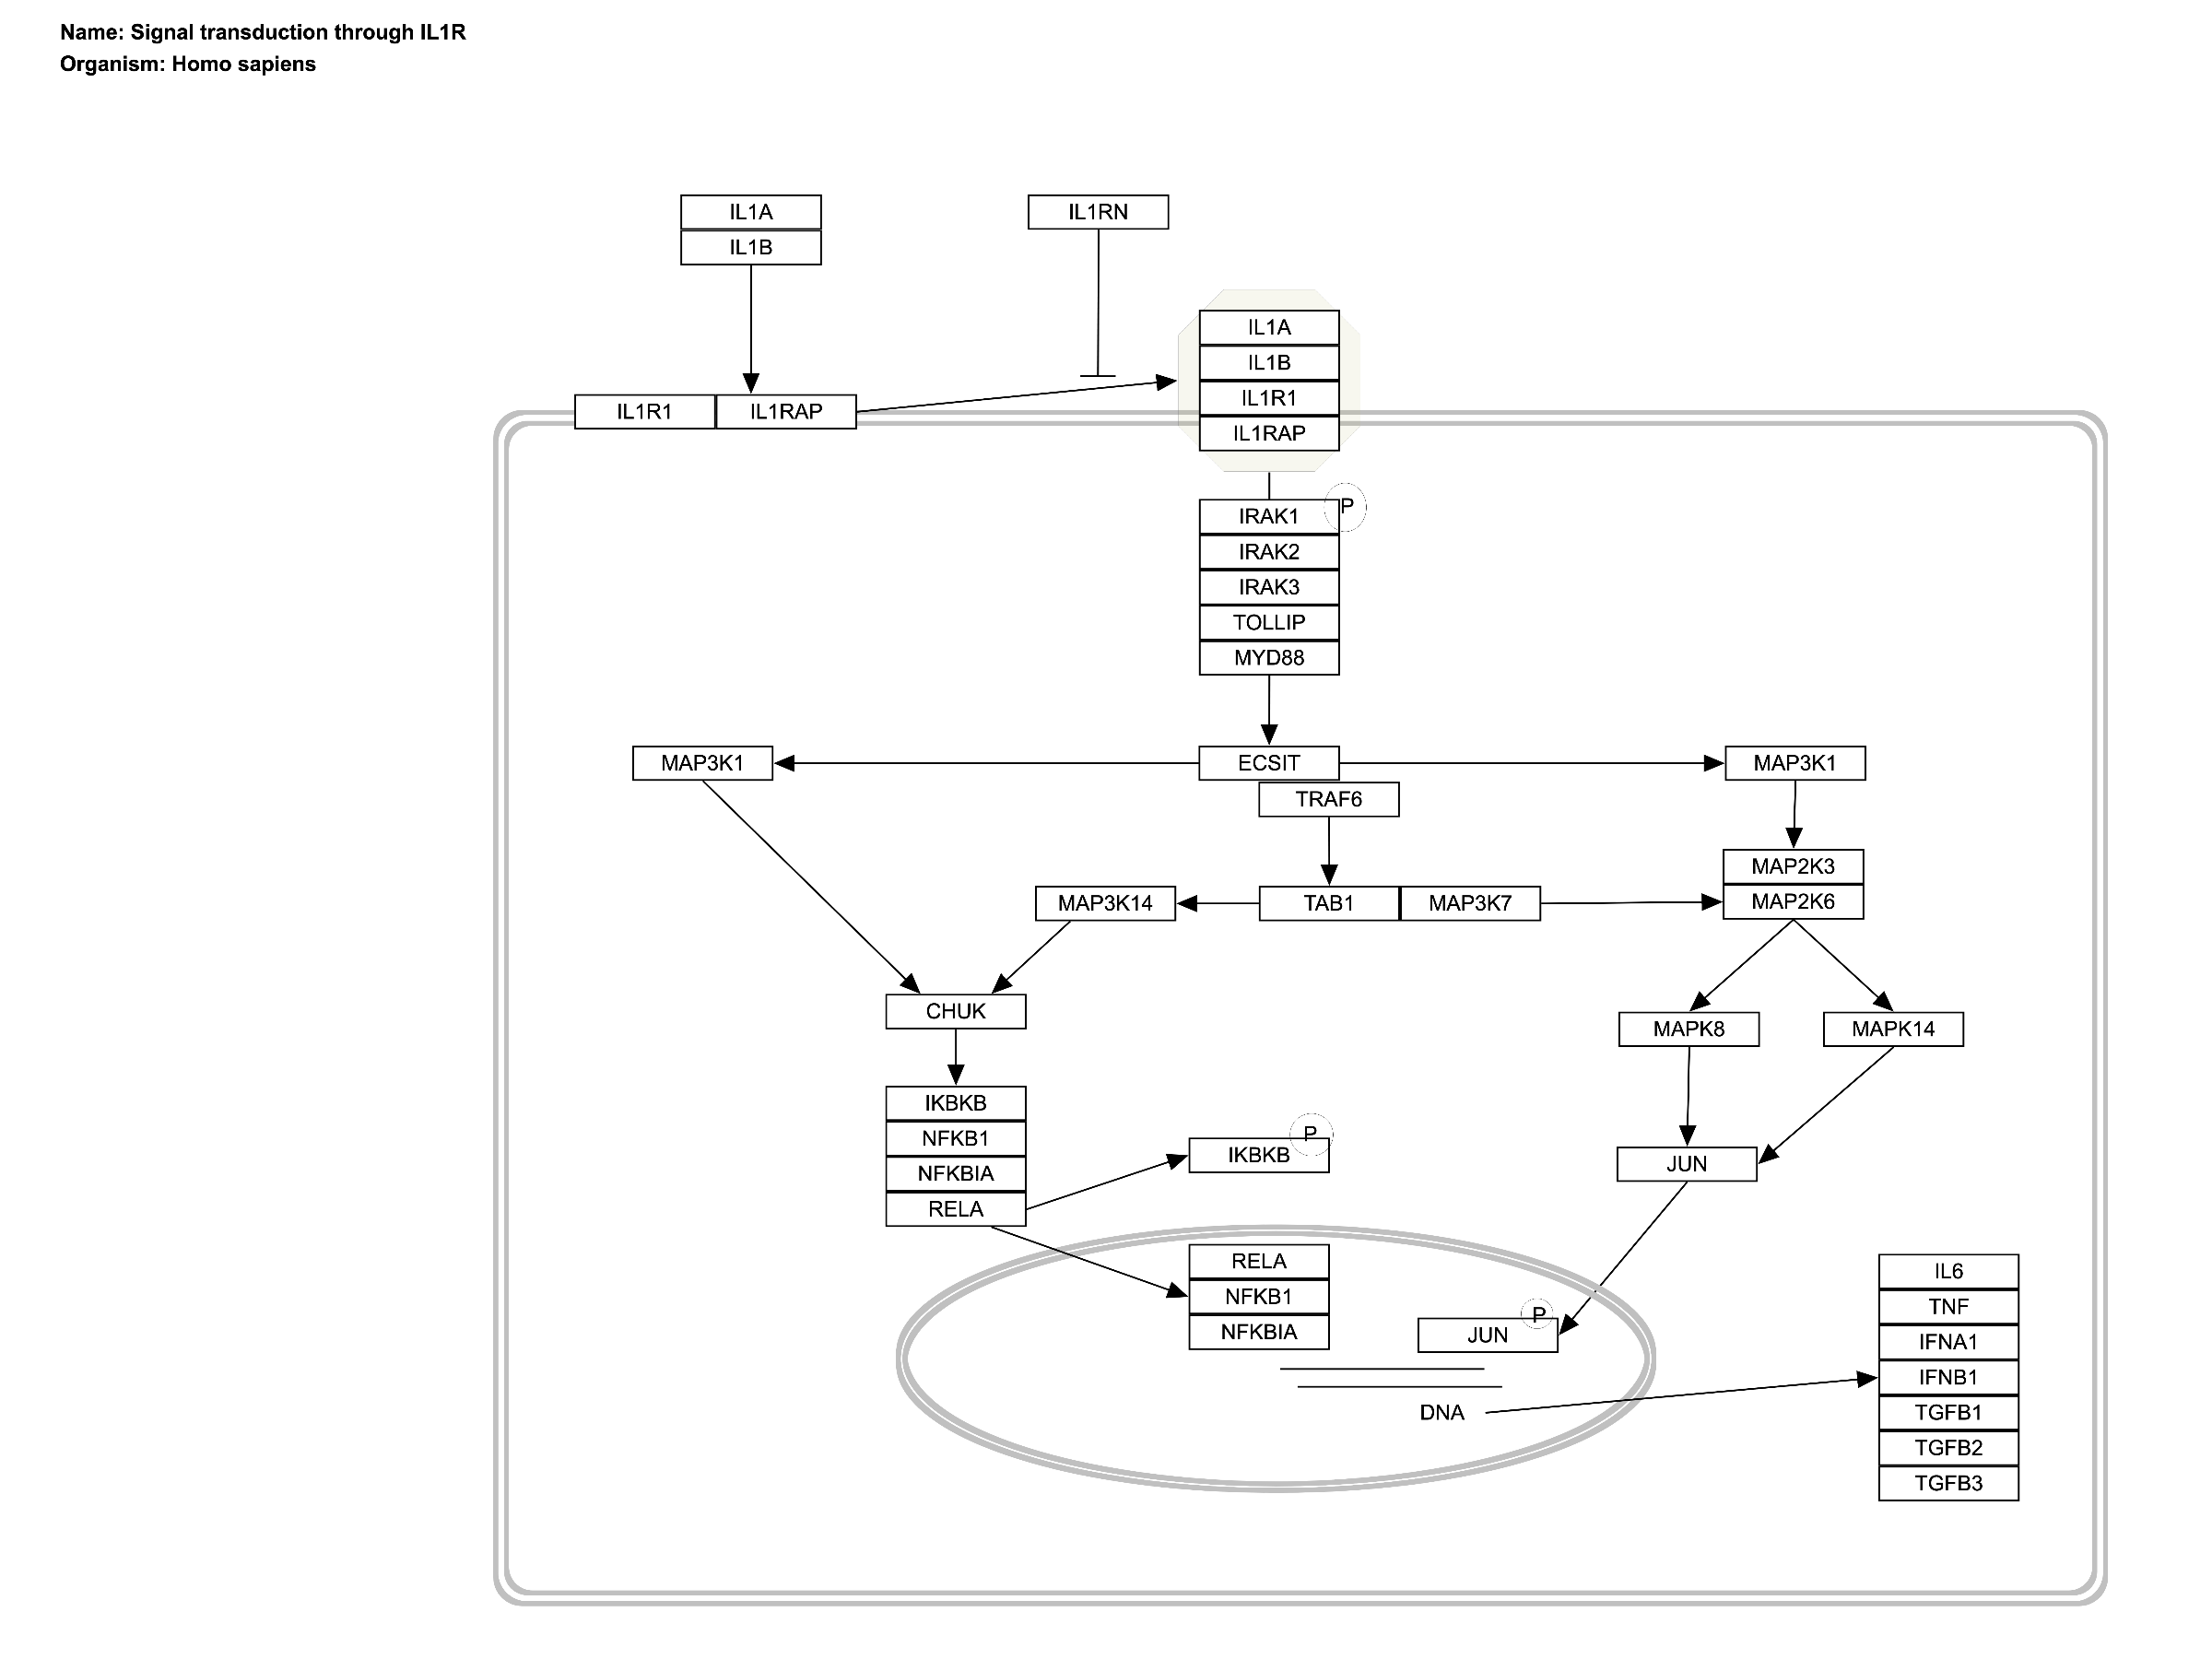 Name: Signal transduction through IL1R
Organism: Homo sapiens
IL1A
IL1B
IL1RN
IL1A
IL1B
IL1R1
IL1RAP
IL1R1 IL1RAP
P
IRAK1
IRAK2
IRAK3
TOLLIP
MYD88
MAP3K1 ECSIT MAP3K1
TRAF6
MAP2K3
MAP2K6
MAP3K14 TAB1 MAP3K7
CHUK
MAPK8 MAPK14
IKBKB
NFKB1
NFKBIA
RELA
P
IKBKB
JUN
RELA
NFKB1
NFKBIA
P
JUN
DNA
IL6
TNF
IFNA1
IFNB1
TGFB1
TGFB2
TGFB3